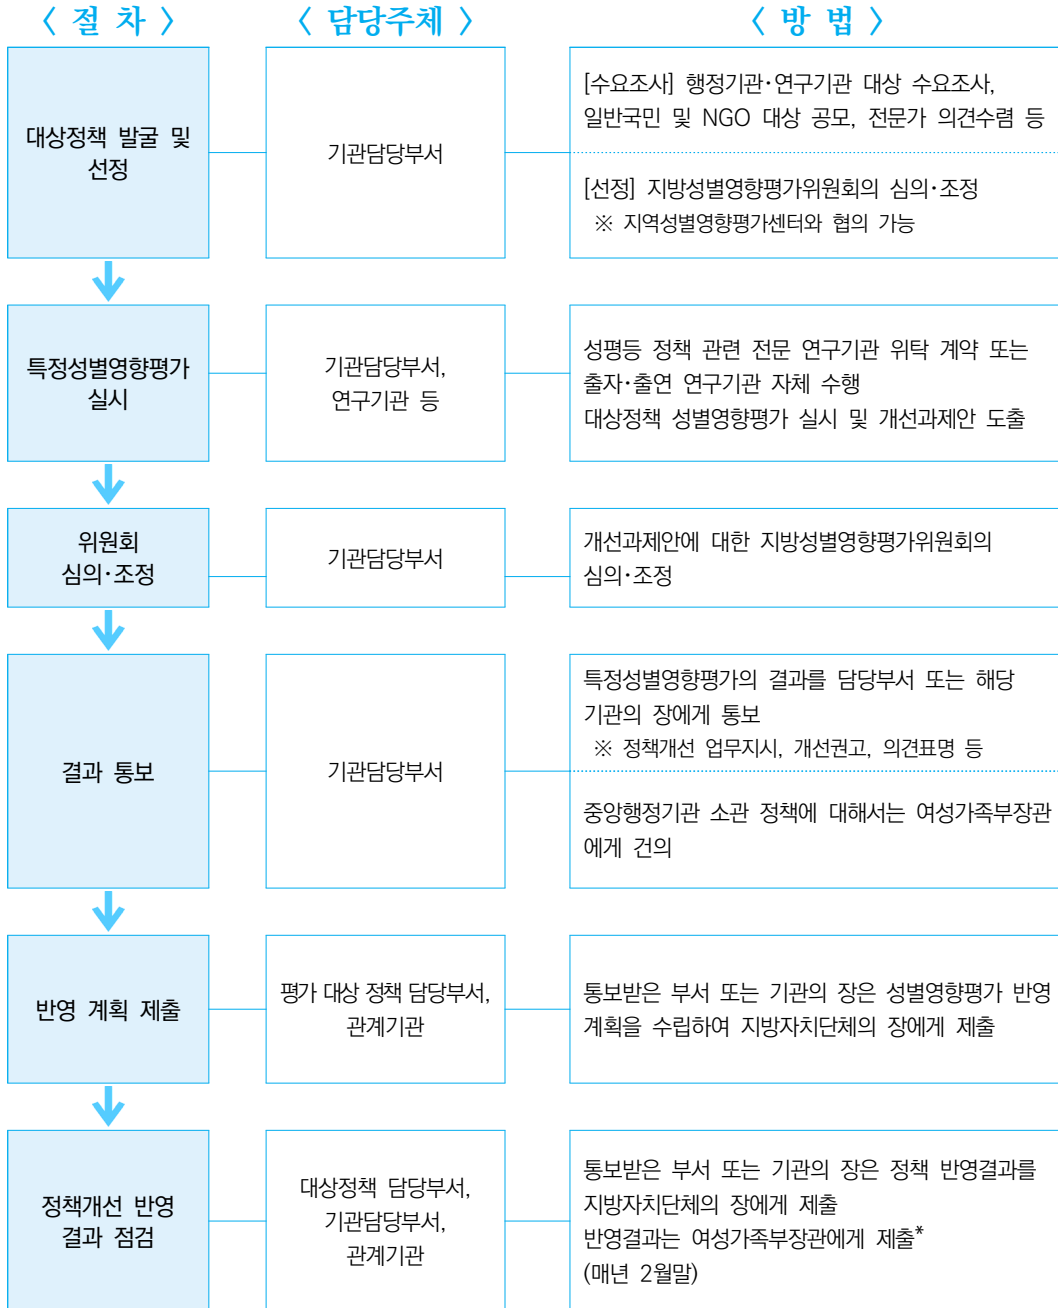 〈 절 차 〉
〈 담당주체 〉
〈 방 법 〉
대상정책 발굴 및
선정
기관담당부서
[수요조사] 행정기관·연구기관 대상 수요조사,
일반국민 및 NGO 대상 공모, 전문가 의견수렴 등
[선정] 지방성별영향평가위원회의 심의·조정
※ 지역성별영향평가센터와 협의 가능
특정성별영향평가
실시
기관담당부서,
연구기관 등
성평등 정책 관련 전문 연구기관 위탁 계약 또는
출자·출연 연구기관 자체 수행
대상정책 성별영향평가 실시 및 개선과제안 도출
위원회
심의·조정
기관담당부서
개선과제안에 대한 지방성별영향평가위원회의
심의·조정
결과 통보
기관담당부서
특정성별영향평가의 결과를 담당부서 또는 해당
기관의 장에게 통보
※ 정책개선 업무지시, 개선권고, 의견표명 등
중앙행정기관 소관 정책에 대해서는 여성가족부장관
에게 건의
반영 계획 제출
평가 대상 정책 담당부서,
관계기관
통보받은 부서 또는 기관의 장은 성별영향평가 반영
계획을 수립하여 지방자치단체의 장에게 제출
정책개선 반영
결과 점검
대상정책 담당부서,
기관담당부서,
관계기관
통보받은 부서 또는 기관의 장은 정책 반영결과를
지방자치단체의 장에게 제출
반영결과는 여성가족부장관에게 제출*
(매년 2월말)